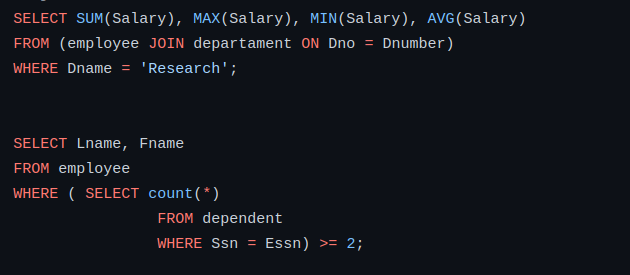 SELECT SUM(Salary), MAX(Salary), MIN(Salary), AVG(Salary)
FROM (employee JOIN departament ON Dno = Dnumber)
WHERE Dname = 'Research';
SELECT Lname, Fname
FROM employee
WHERE ( SELECT count(*)
FROM dependent
WHERE Ssn = Essn) >= 2;